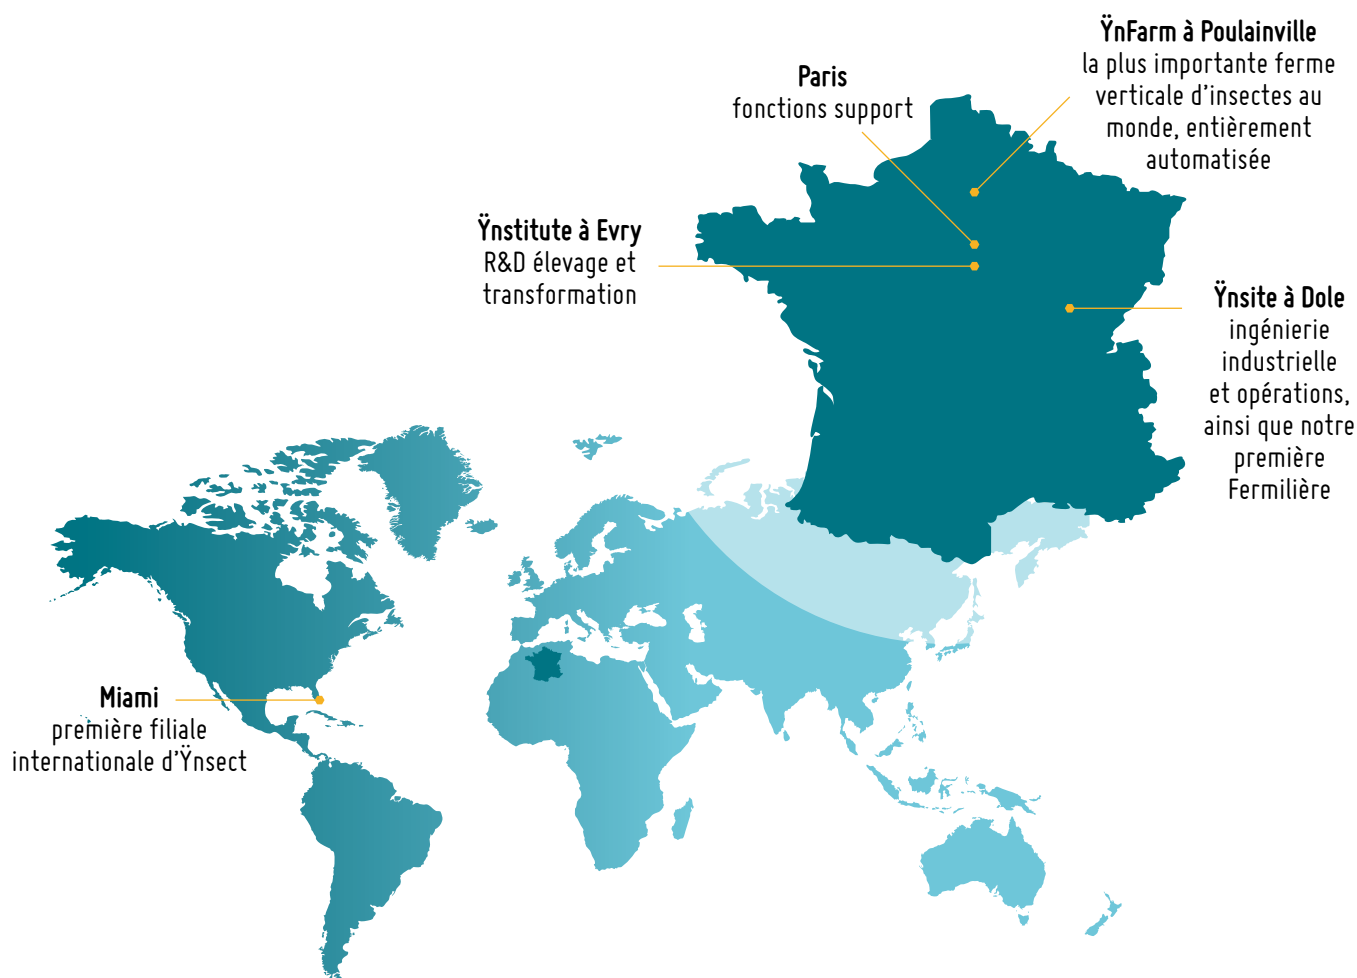 ŸnFarm à Poulainville
la plus importante ferme
verticale d'insectes au
monde, entièrement
automatisée
Paris
fonctions support
Ÿnstitute à Evry
R&D élevage et
transformation
Ÿnsite à Dole
ingénierie
industrielle
et opérations,
ainsi que notre
première
Fermilière
Miami
première filiale
internationale d'Ÿnsect